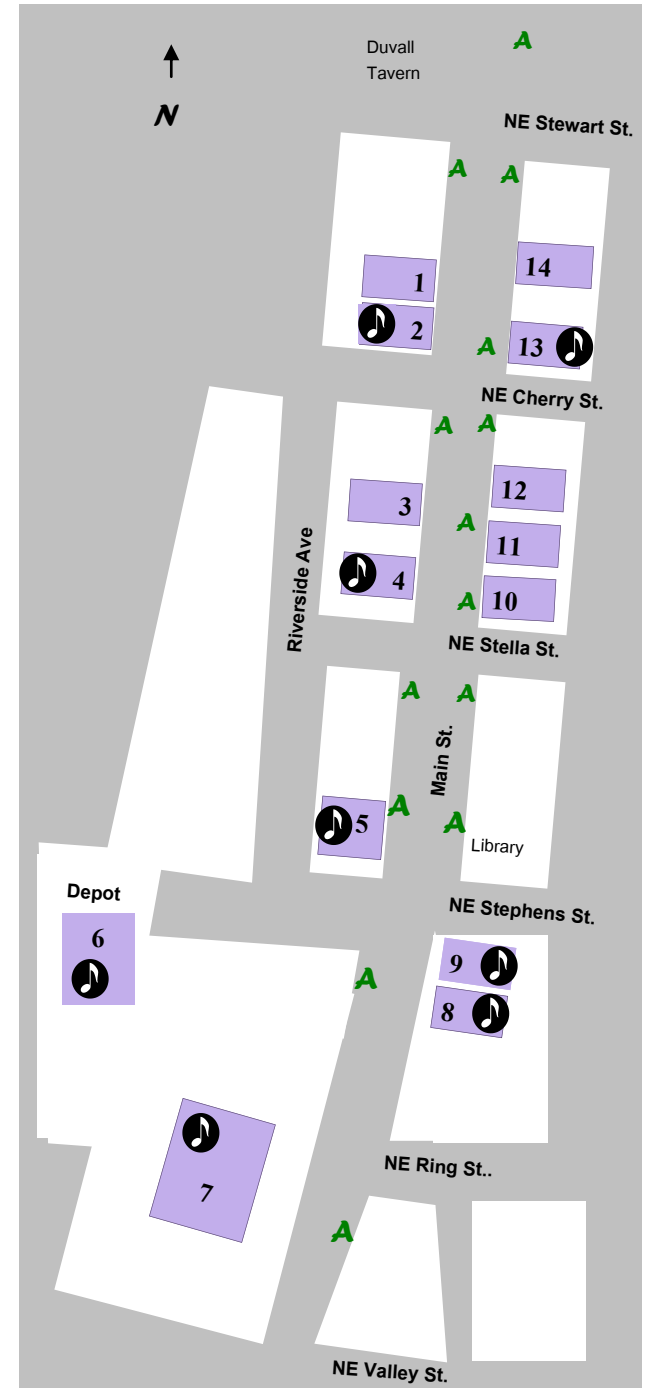 Duvall
Tavern
A
N
NE Stewart St.
A
A
14
1
2
13
A
NE Cherry St.
A
A
12
3
A
11
4
10
A
Riverside Ave
NE Stella St.
A
A
Main St.
A
5
A
Library
Depot
NE Stephens St.
6
9
A
8
NE Ring St..
7
A
NE Valley St.